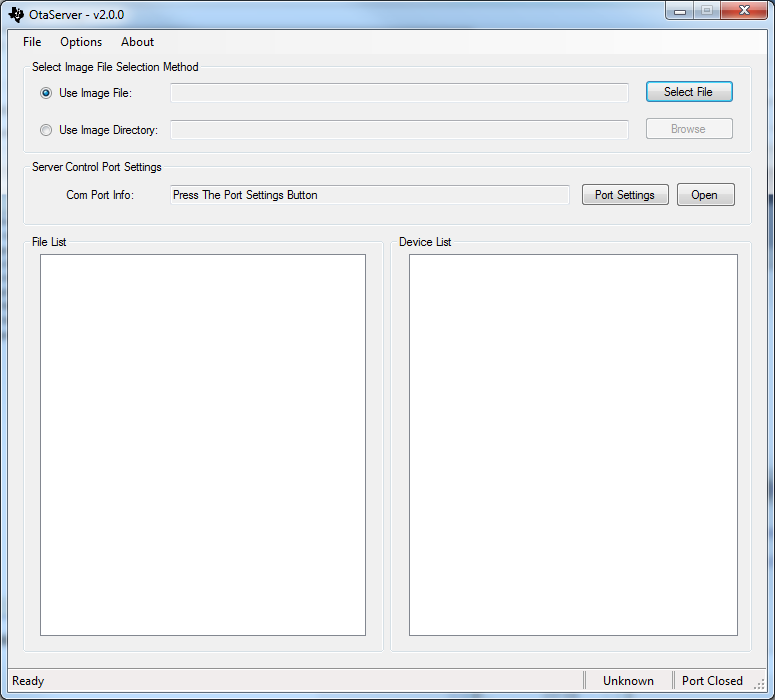 OtaServer - v2.0.0
File Options About
Select Image File Selection Method
Use Image File: Select File
Use Image Directory: Browse
Server Control Port Settings
Com Port Info: Press The Port Settings Button Port Settings Open
File List Device List
Ready Unknown Port Closed